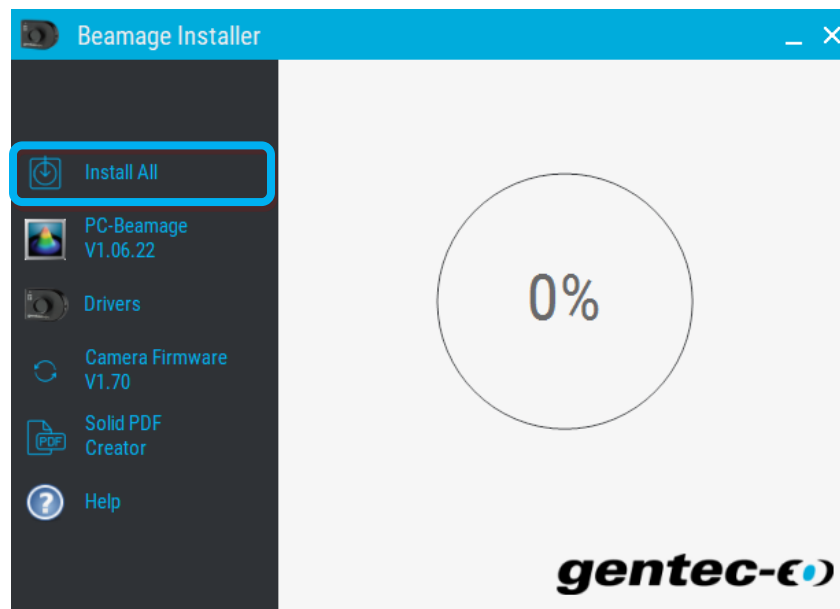 Beamage Installer
Install All
PC-Beamage
V1.06.22
Drivers
Camera Firmware
V1.70
PDF
Solid PDF
Creator
? Help
0%
gentec-eo